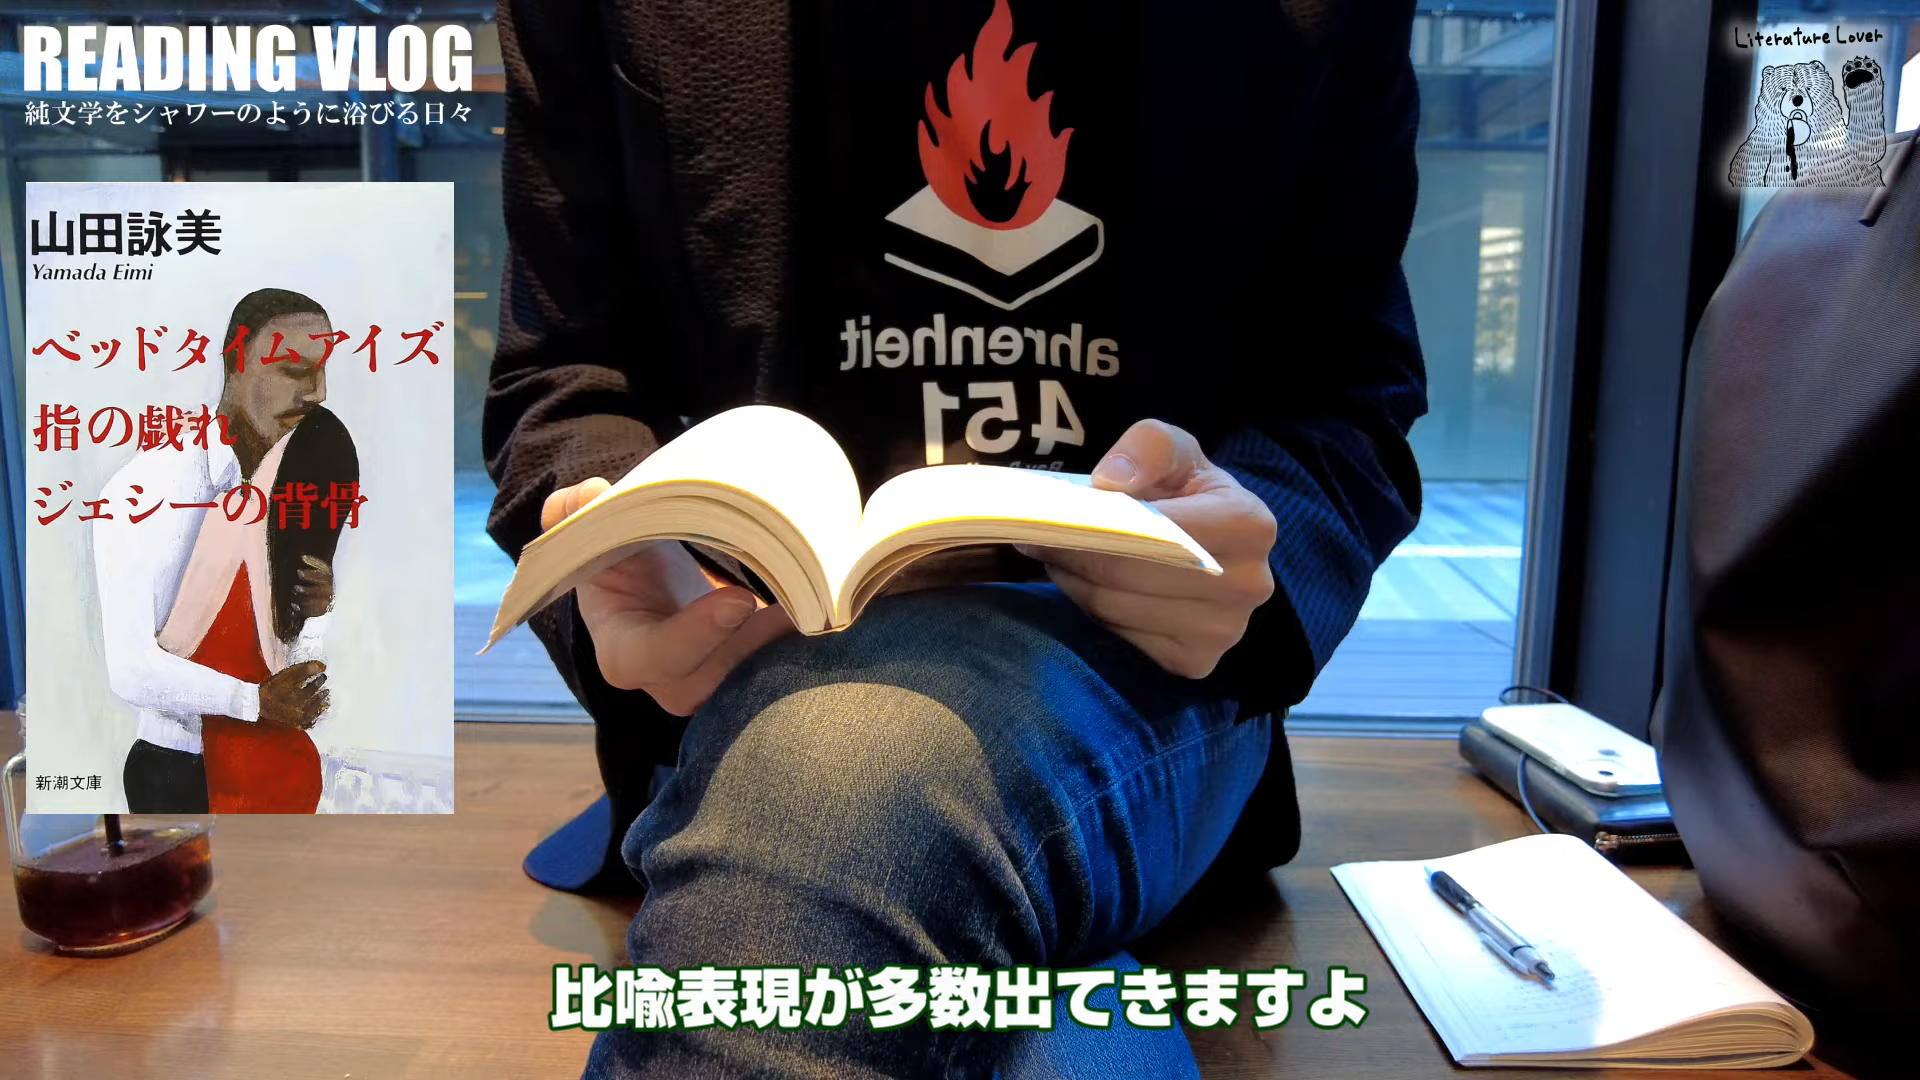 READING VLOG
純文学をシャワーのように浴びる日々
Literature Lover
山田詠美
Yamada Eimi
ベッドタイムアイズ
指の戯れ
ジェシーの背骨
新潮文庫
ahrenheit
451
比喩表現が多数出てきますよ